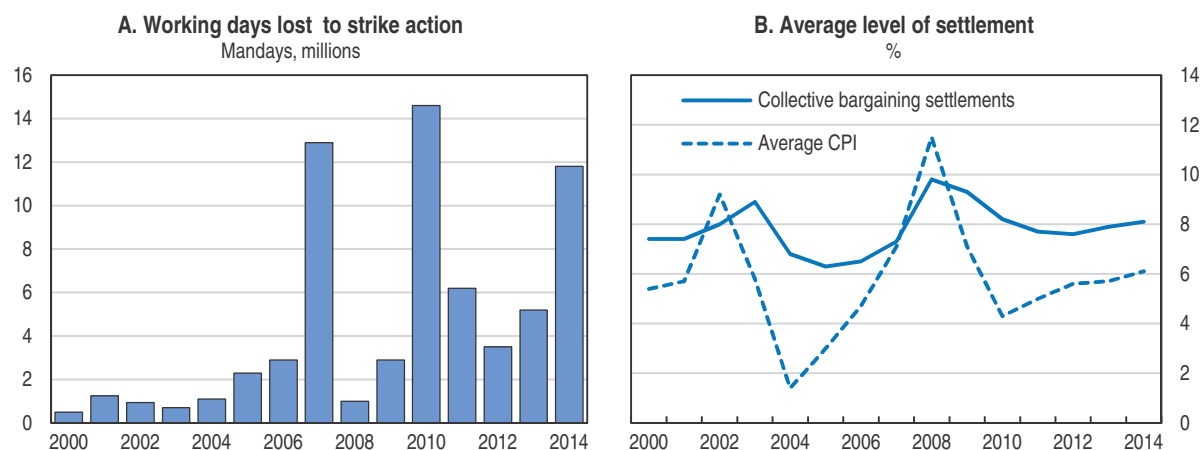 A. Working days lost to strike action
Mandays, millions
16
14
12
10
8
6
4
2
0
2000 2002 2004 2006 2008 2010 2012 2014
B. Average level of settlement
%
Collective bargaining settlements
Average CPI
14
12
10
8
6
4
2
0
2000 2002 2004 2006 2008 2010 2012 2014